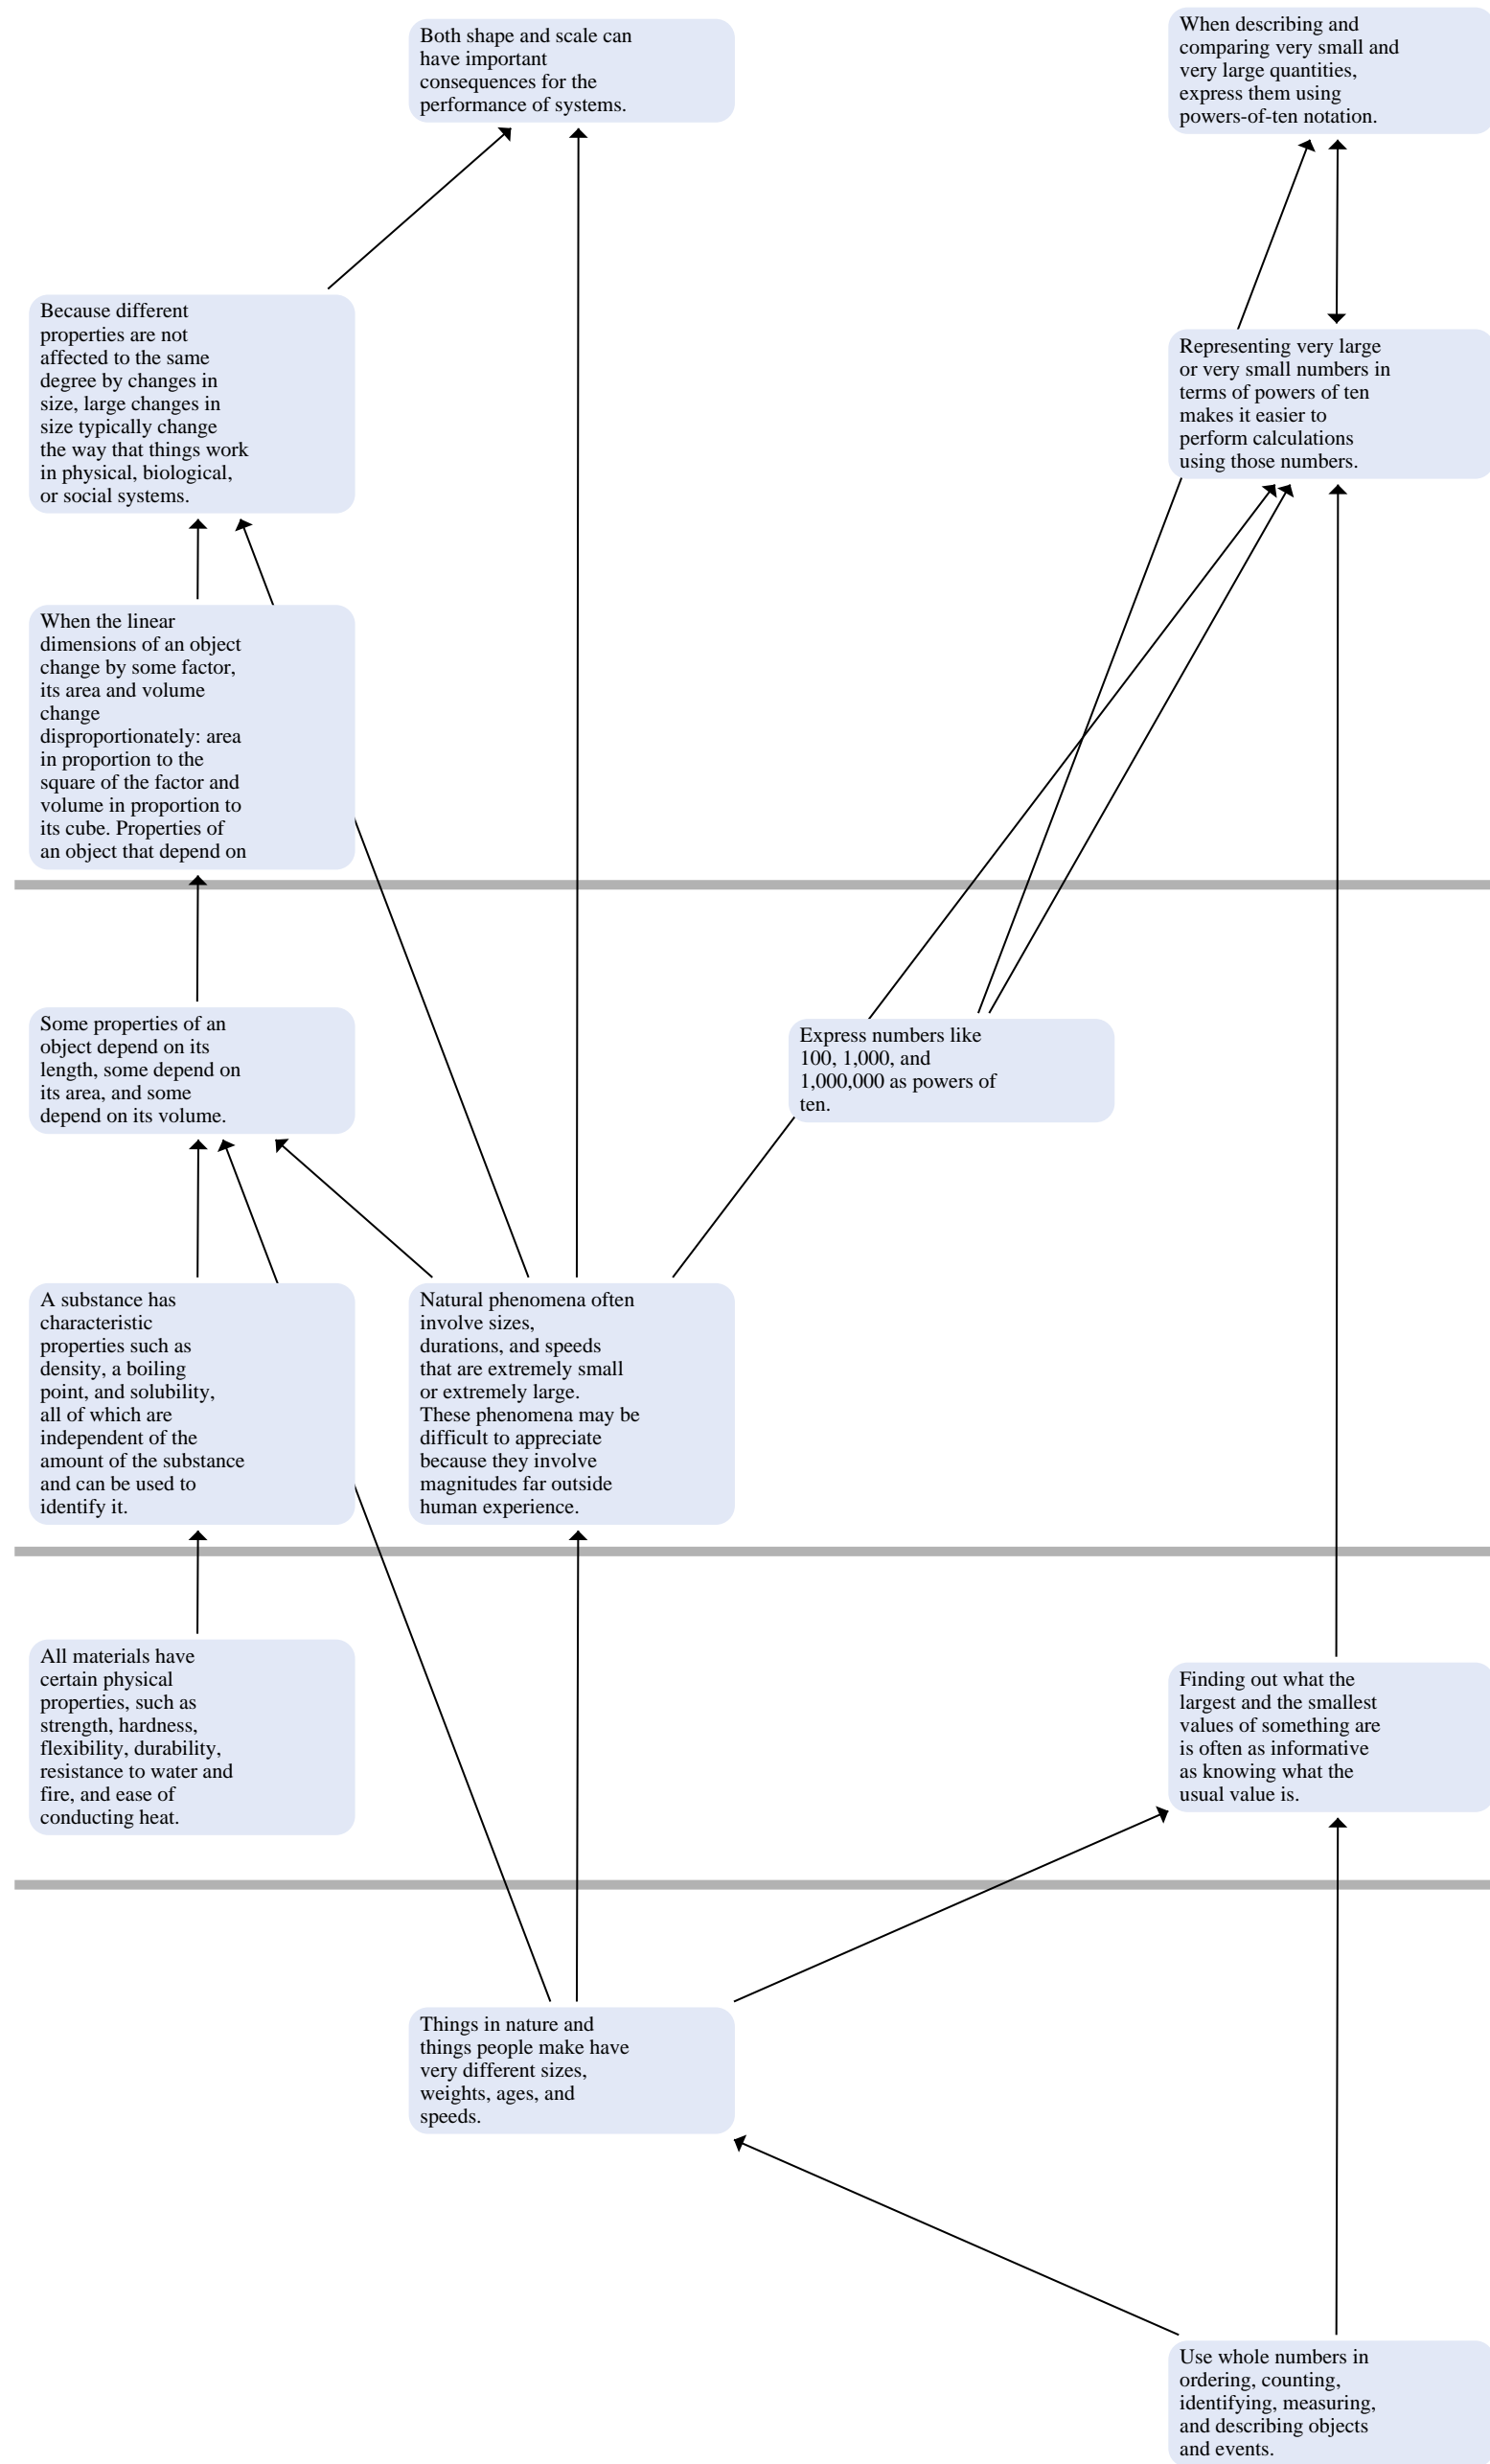 Both shape and scale can
have important
consequences for the
performance of systems.
When describing and
comparing very small and
very large quantities,
express them using
powers-of-ten notation.
Because different
properties are not
affected to the same
degree by changes in
size, large changes in
size typically change
the way that things work
in physical, biological,
or social systems.
Representing very large
or very small numbers in
terms of powers of ten
makes it easier to
perform calculations
using those numbers.
When the linear
dimensions of an object
change by some factor,
its area and volume
change
disproportionately: area
in proportion to the
square of the factor and
volume in proportion to
its cube. Properties of
an object that depend on
Some properties of an
object depend on its
length, some depend on
its area, and some
depend on its volume.
Express numbers like
100, 1,000, and
1,000,000 as powers of
ten.
A substance has
characteristic
properties such as
density, a boiling
point, and solubility,
all of which are
independent of the
amount of the substance
and can be used to
identify it.
Natural phenomena often
involve sizes,
durations, and speeds
that are extremely small
or extremely large.
These phenomena may be
difficult to appreciate
because they involve
magnitudes far outside
human experience.
All materials have
certain physical
properties, such as
strength, hardness,
flexibility, durability,
resistance to water and
fire, and ease of
conducting heat.
Finding out what the
largest and the smallest
values of something are
is often as informative
as knowing what the
usual value is.
Things in nature and
things people make have
very different sizes,
weights, ages, and
speeds.
Use whole numbers in
ordering, counting,
identifying, measuring,
and describing objects
and events.